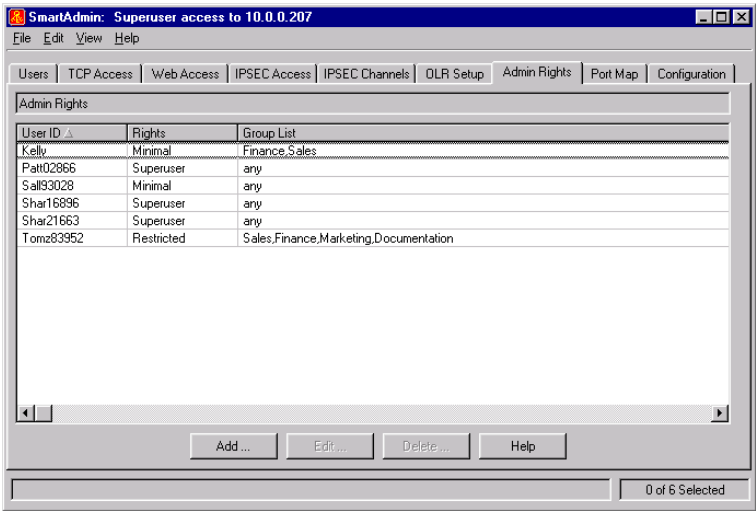 SmartAdmin: Superuser access to 10.0.0.207
File Edit View Help
Users TCP Access Web Access IPSEC Access IPSEC Channels OLR Setup Admin Rights Port Map Configuration
Admin Rights
User ID Rights Group List
Kelly Minimal Finance,Sales
Patt02866 Superuser any
Sall93028 Minimal any
Shar16896 Superuser any
Shar21663 Superuser any
Tomz83952 Restricted Sales,Finance,Marketing,Documentation
Add ... Edit ... Delete ... Help
0 of 6 Selected